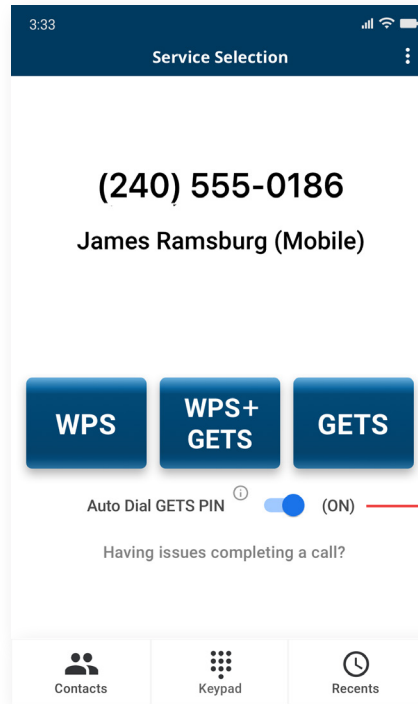 3:33
Service Selection
(240) 555-0186
James Ramsburg (Mobile)
WPS
WPS+
GETS
GETS
Auto Dial GETS PIN
(ON)
Having issues completing a call?
Contacts
Keypad
Recents